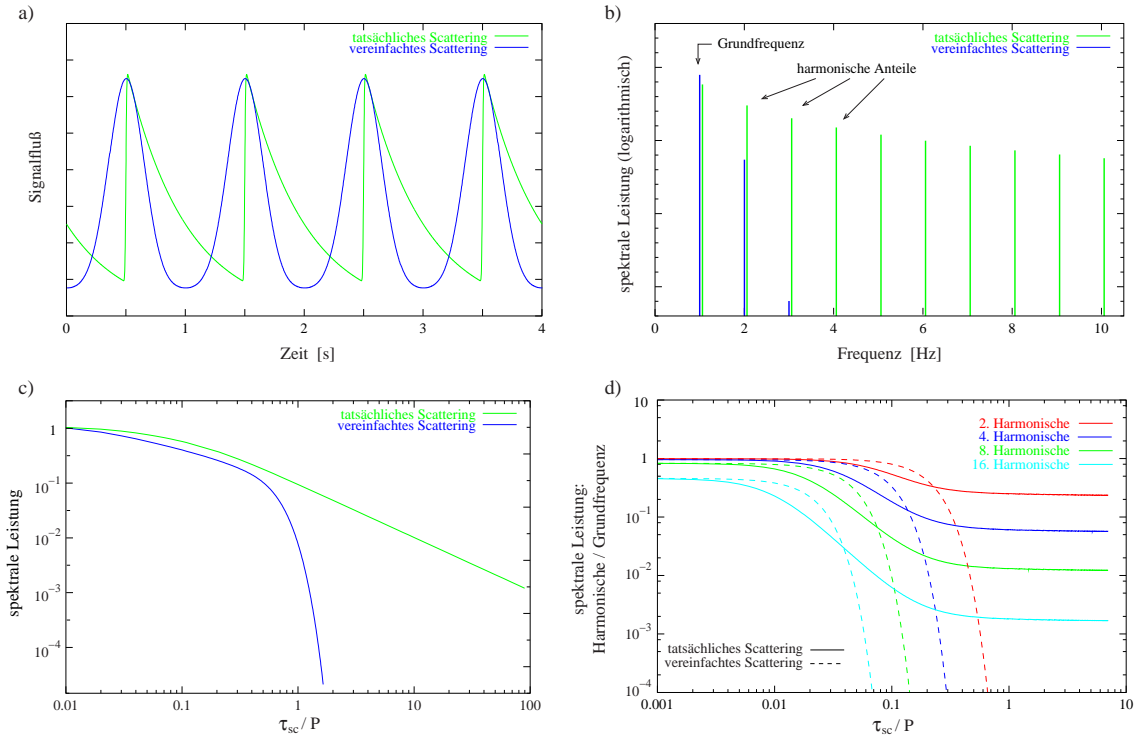 a)
tatsächliches Scattering
vereinfachtes Scattering
Signalfluß
0
1
2
3
4
Zeit [s]
b)
tatsächliches Scattering
vereinfachtes Scattering
Grundfrequenz
harmonische Anteile
spektrale Leistung (logarithmisch)
0
2
4
6
8
10
Frequenz [Hz]
c)
tatsächliches Scattering
vereinfachtes Scattering
spektrale Leistung
1
10⁻¹
10⁻²
10⁻³
10⁻⁴
0.01
0.1
1
10
100
τsc / P
d)
2. Harmonische
4. Harmonische
8. Harmonische
16. Harmonische
spektrale Leistung:
Harmonische / Grundfrequenz
10
1
10⁻¹
10⁻²
10⁻³
10⁻⁴
tatsächliches Scattering
vereinfachtes Scattering
0.001
0.01
0.1
1
10
τsc / P